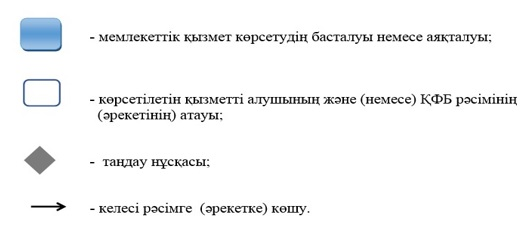 - мемлекеттік қызмет көрсетудің басталуы немесе аяқталуы;
- көрсетілетін қызметті алушының және (немесе) ҚФБ рәсімінің
(әрекетінің) атауы;
- таңдау нұсқасы;
- келесі рәсімге (әрекетке) көшу.